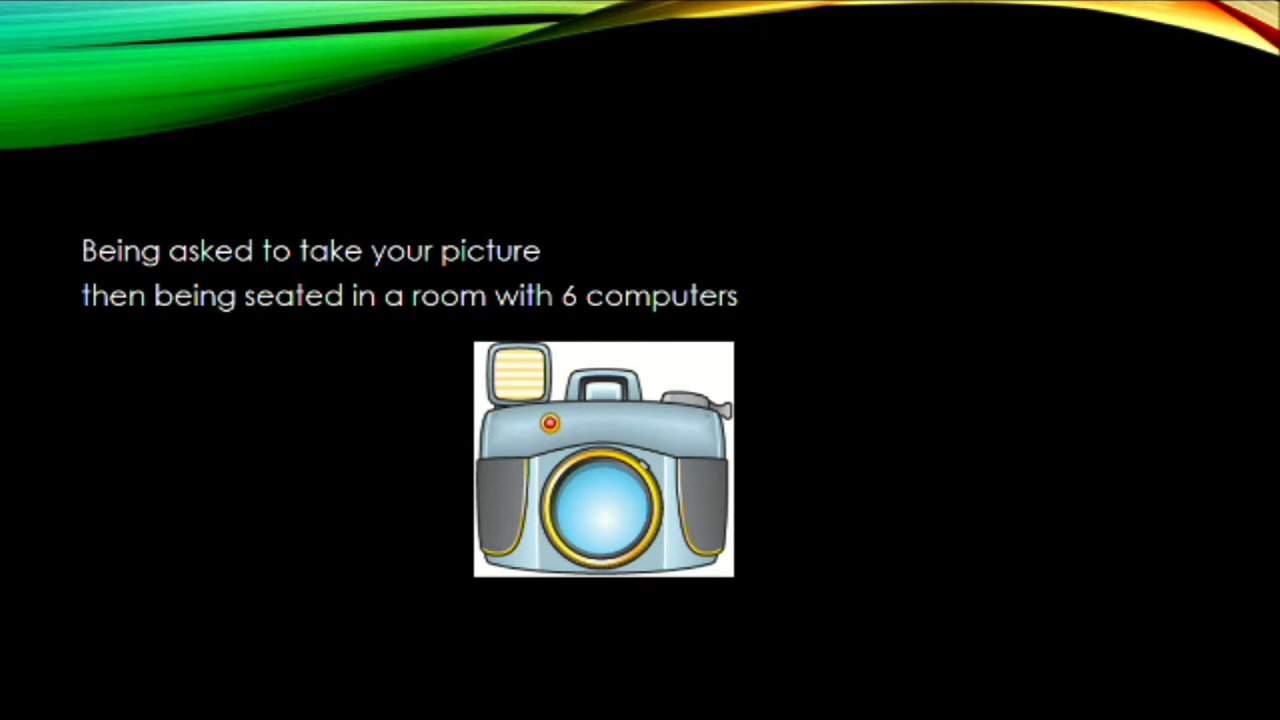 Being asked to take your picture
then being seated in a room with 6 computers